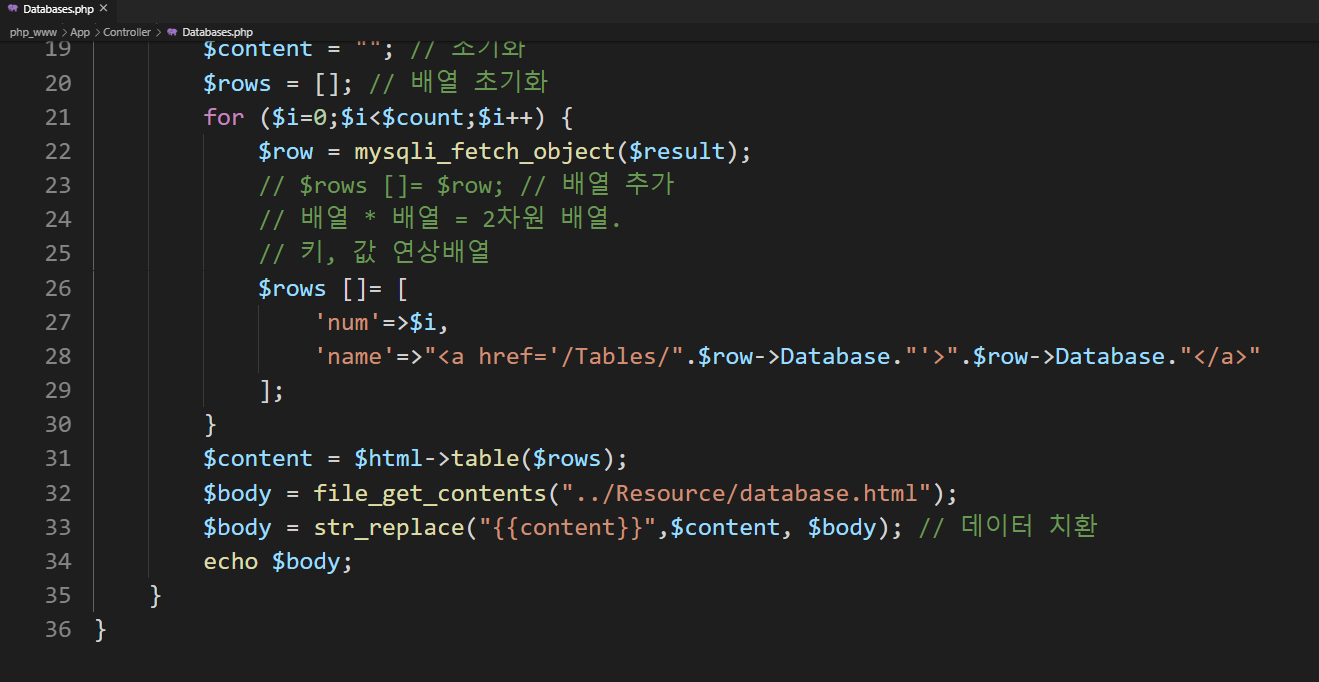 Databases.php ×
php_www > App > Controller > Databases.php
19 $content = ""; // 초기화
20 $rows = []; // 배열 초기화
21 for ($i=0;$i<$count;$i++) {
22 $row = mysqli_fetch_object($result);
23 // $rows []= $row; // 배열 추가
24 // 배열 * 배열 = 2차원 배열.
25 // 키, 값 연상배열
26 $rows []= [
27 'num'=>$i,
28 'name'=>"<a href='/Tables/".$row->Database."'>".$row->Database."</a>"
29 ];
30 }
31 $content = $html->table($rows);
32 $body = file_get_contents("../Resource/database.html");
33 $body = str_replace("{{content}}",$content, $body); // 데이터 치환
34 echo $body;
35 }
36 }